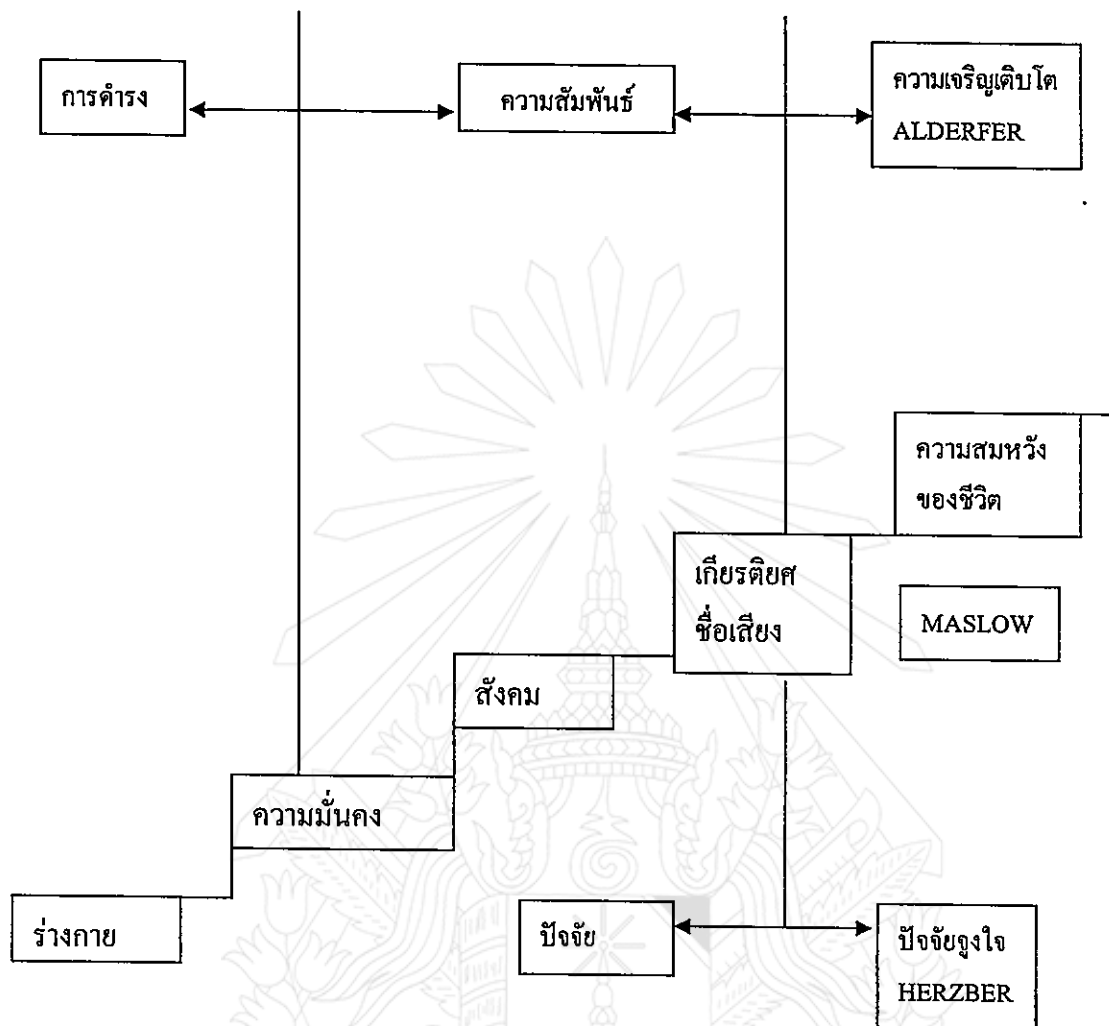 การดำรง
ความสัมพันธ์
ความเจริญเติบโต
ALDERFER
ความสมหวัง
ของชีวิต
เกียรติยศ
ชื่อเสียง
MASLOW
สังคม
ความมั่นคง
ร่างกาย
ปัจจัย
ปัจจัยจูงใจ
HERZBER